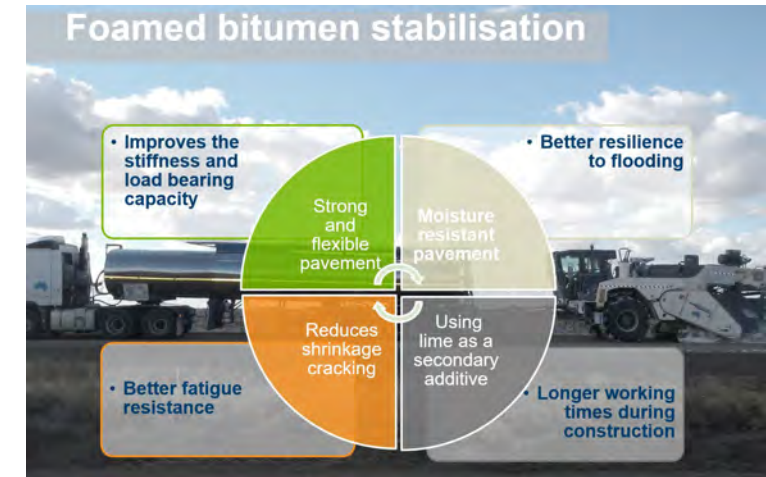 Foamed bitumen stabilisation
• Improves the
stiffness and
load bearing
capacity
• Better resilience
to flooding
Strong
and
flexible
pavement
Moisture
resistant
pavement
Reduces
shrinkage
cracking
Using
lime as a
secondary
additive
• Better fatigue
resistance
• Longer working
times during
construction